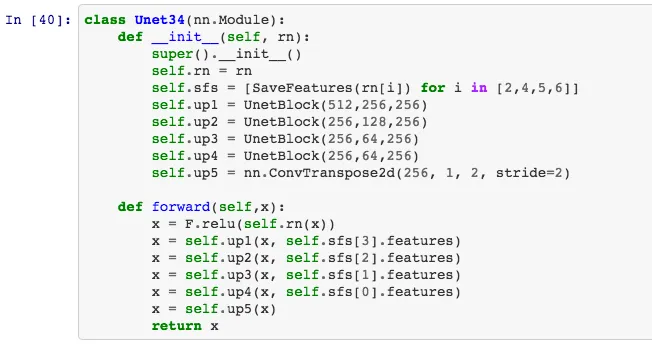 In [40]: class Unet34(nn.Module):
    def __init__(self, rn):
        super().__init__()
        self.rn = rn
        self.sfs = [SaveFeatures(rn[i]) for i in [2,4,5,6]]
        self.up1 = UnetBlock(512,256,256)
        self.up2 = UnetBlock(256,128,256)
        self.up3 = UnetBlock(256,64,256)
        self.up4 = UnetBlock(256,64,256)
        self.up5 = nn.ConvTranspose2d(256, 1, 2, stride=2)

    def forward(self,x):
        x = F.relu(self.rn(x))
        x = self.up1(x, self.sfs[3].features)
        x = self.up2(x, self.sfs[2].features)
        x = self.up3(x, self.sfs[1].features)
        x = self.up4(x, self.sfs[0].features)
        x = self.up5(x)
        return x